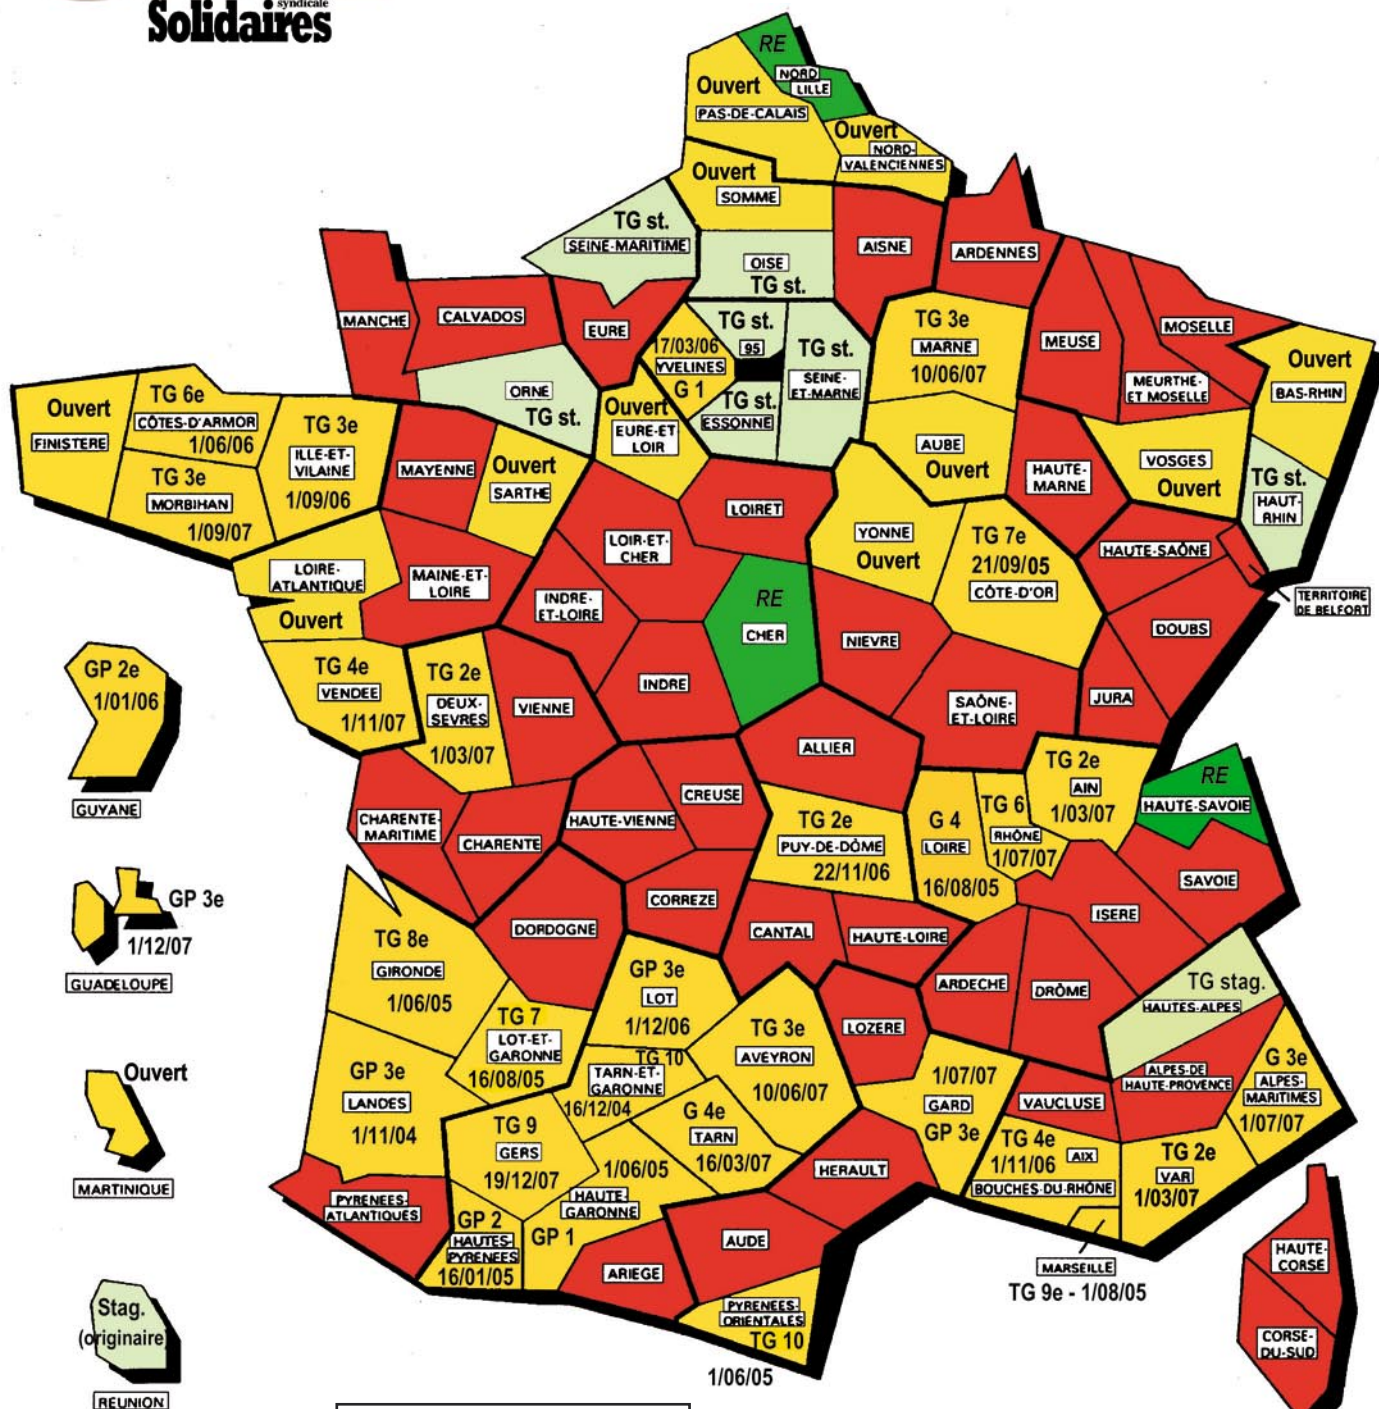 syndicale
Solidaires
RE
NORD
LILLE
Ouvert
PAS-DE-CALAIS
Ouvert
NORD-
VALENCIENNES
Ouvert
SOMME
TG st.
SEINE-MARITIME
OISE
TG st.
AISNE
ARDENNES
MANCHE
CALVADOS
EURE
17/03/06
YVELINES
G 1
TG st.
95
TG st.
ESSONNE
TG st.
SEINE-
ET-MARNE
TG 3e
MARNE
10/06/07
MEUSE
MOSELLE
MEURTHE-
ET MOSELLE
Ouvert
BAS-RHIN
ORNE
TG st.
Ouvert
EURE-ET
LOIR
AUBE
Ouvert
HAUTE-
MARNE
VOSGES
Ouvert
TG st.
HAUT-
RHIN
Ouvert
FINISTERE
TG 6e
CÔTES-D'ARMOR
1/06/06
TG 3e
ILLE-ET-
VILAINE
1/09/06
TG 3e
MORBIHAN
1/09/07
MAYENNE
Ouvert
SARTHE
LOIRET
LOIR-ET-
CHER
YONNE
Ouvert
TG 7e
21/09/05
CÔTE-D'OR
HAUTE-SAÔNE
TERRITOIRE
DE BELFORT
DOUBS
LOIRE-
ATLANTIQUE
Ouvert
MAINE-ET-
LOIRE
INDRE-
ET-LOIRE
RE
CHER
NIEVRE
INDRE
SAÔNE-
ET-LOIRE
JURA
TG 4e
VENDEE
1/11/07
TG 2e
DEUX-
SEVRES
1/03/07
VIENNE
ALLIER
GP 2e
1/01/06
GUYANE
CHARENTE-
MARITIME
CHARENTE
HAUTE-VIENNE
CREUSE
TG 2e
PUY-DE-DÔME
22/11/06
G 4
LOIRE
16/08/05
TG 6
RHÔNE
1/07/07
TG 2e
AIN
1/03/07
RE
HAUTE-SAVOIE
SAVOIE
ISERE
CORREZE
DORDOGNE
CANTAL
HAUTE-LOIRE
ARDECHE
DRÔME
TG stag.
HAUTES-ALPES
GP 3e
1/12/07
GUADELOUPE
TG 8e
GIRONDE
1/06/05
TG 7
LOT-ET-
GARONNE
16/08/05
GP 3e
LOT
1/12/06
TG 3e
AVEYRON
10/06/07
LOZERE
TG 10
TARN-ET-
GARONNE
16/12/04
1/07/07
GARD
GP 3e
VAUCLUSE
ALPES-DE
HAUTE-PROVENCE
G 3e
ALPES-
MARITIMES
1/07/07
Ouvert
MARTINIQUE
GP 3e
LANDES
1/11/04
TG 9
GERS
19/12/07
G 4e
TARN
16/03/07
1/06/05
HAUTE-
GARONNE
GP 1
HERAULT
TG 4e
1/11/06
AIX
BOUCHES-DU-RHÔNE
TG 2e
VAR
1/03/07
PYRENEES-
ATLANTIQUES
GP 2
HAUTES-
PYRENEES
16/01/05
ARIEGE
AUDE
MARSEILLE
TG 9e - 1/08/05
HAUTE-
CORSE
CORSE-
DU-SUD
PYRENEES-
ORIENTALES
TG 10
1/06/05
Stag.
(originaire)
REUNION